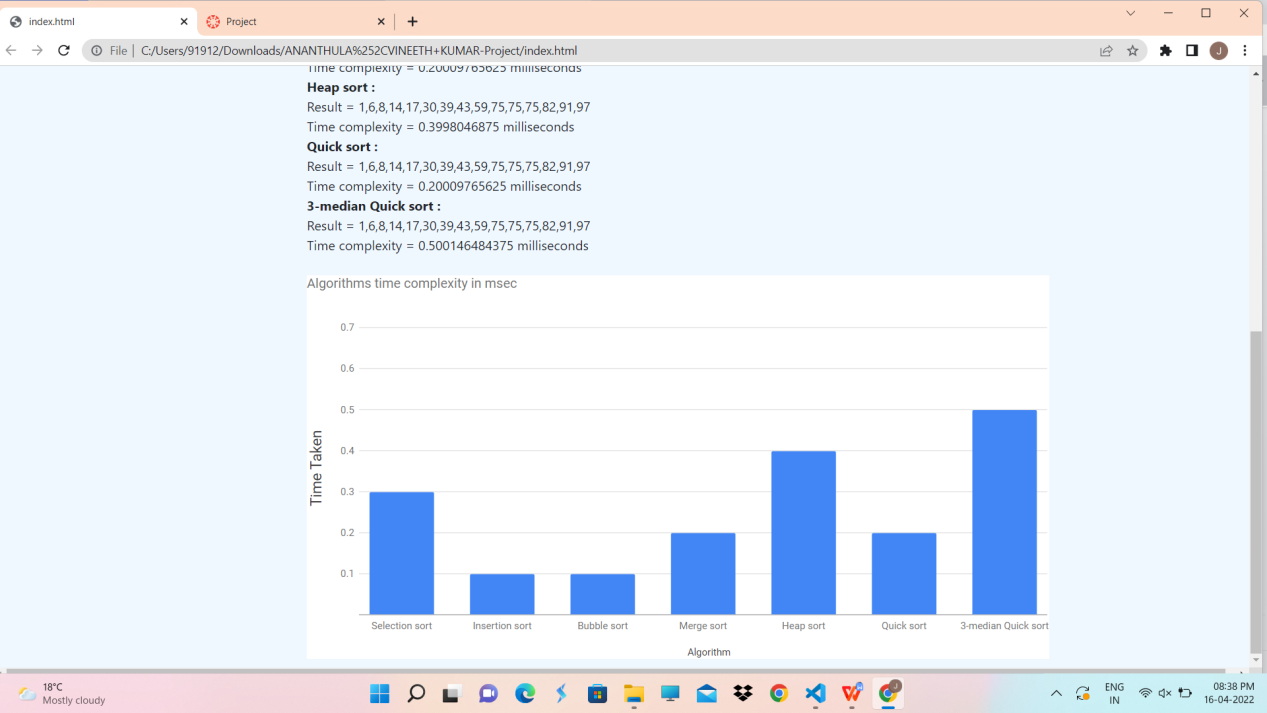 index.html
Project
File
C:/Users/91912/Downloads/ANANTHULA%252CVINEETH+KUMAR-Project/index.html
J
Time complexity = 0.20009765625 milliseconds
Heap sort :
Result = 1,6,8,14,17,30,39,43,59,75,75,75,82,91,97
Time complexity = 0.3998046875 milliseconds
Quick sort :
Result = 1,6,8,14,17,30,39,43,59,75,75,75,82,91,97
Time complexity = 0.20009765625 milliseconds
3-median Quick sort :
Result = 1,6,8,14,17,30,39,43,59,75,75,75,82,91,97
Time complexity = 0.500146484375 milliseconds
Algorithms time complexity in msec
Time Taken
0.7
0.6
0.5
0.4
0.3
0.2
0.1
Selection sort
Insertion sort
Bubble sort
Merge sort
Heap sort
Quick sort
3-median Quick sort
Algorithm
18°C
Mostly cloudy
J
ENG
IN
08:38 PM
16-04-2022